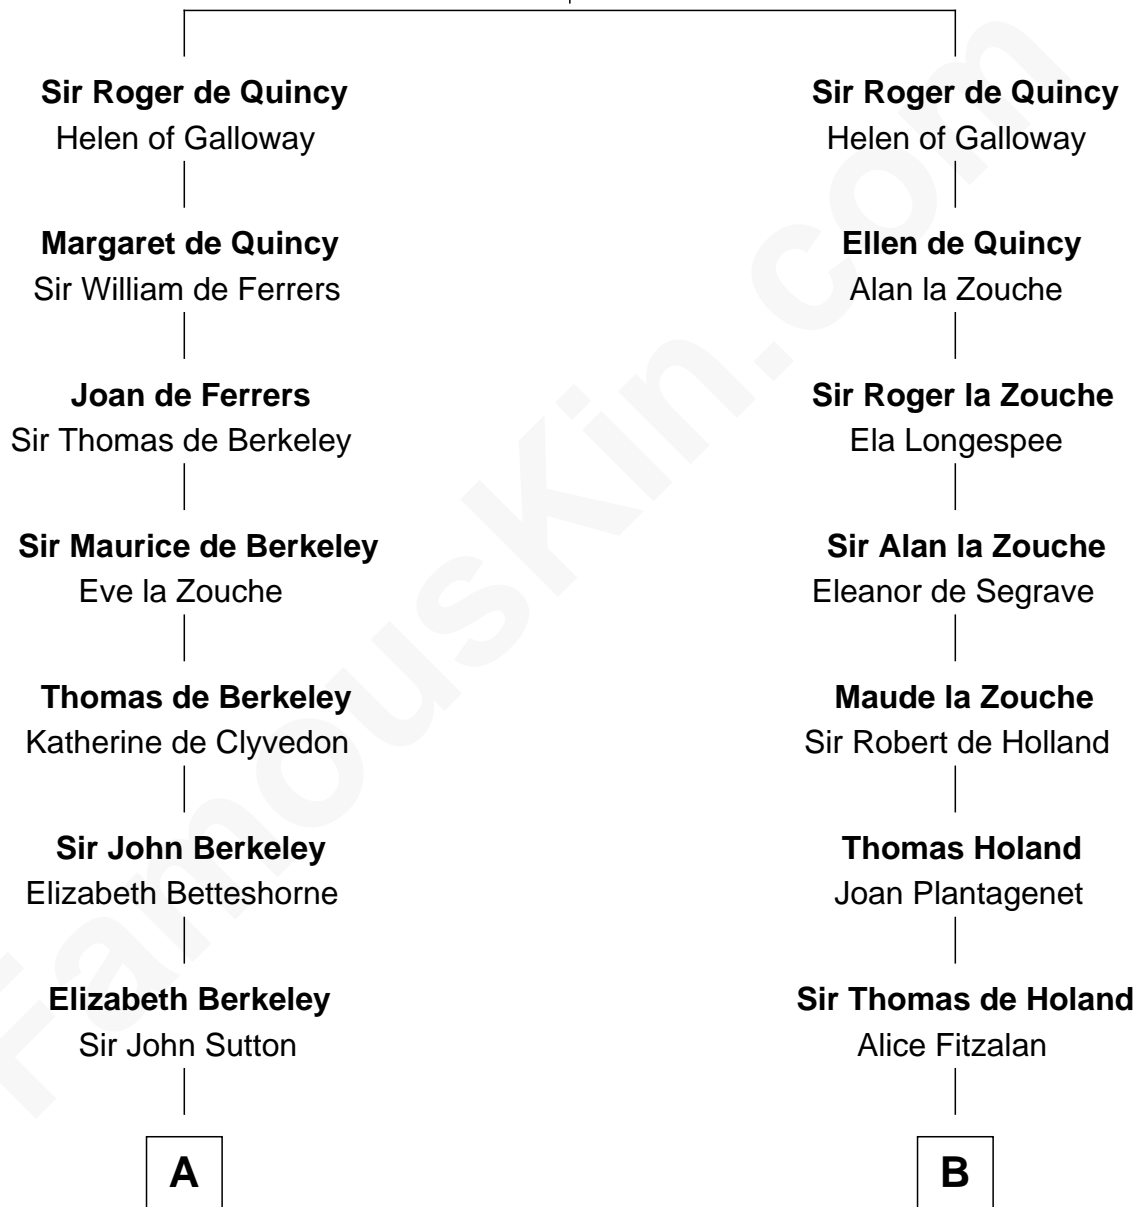 Sir Roger de Quincy
Helen of Galloway
Margaret de Quincy
Sir William de Ferrers
Joan de Ferrers
Sir Thomas de Berkeley
Sir Maurice de Berkeley
Eve la Zouche
Thomas de Berkeley
Katherine de Clyvedon
Sir John Berkeley
Elizabeth Betteshorne
Elizabeth Berkeley
Sir John Sutton
A
Sir Roger de Quincy
Helen of Galloway
Ellen de Quincy
Alan la Zouche
Sir Roger la Zouche
Ela Longespee
Sir Alan la Zouche
Eleanor de Segrave
Maude la Zouche
Sir Robert de Holland
Thomas Holand
Joan Plantagenet
Sir Thomas de Holand
Alice Fitzalan
B
FamousKin.com